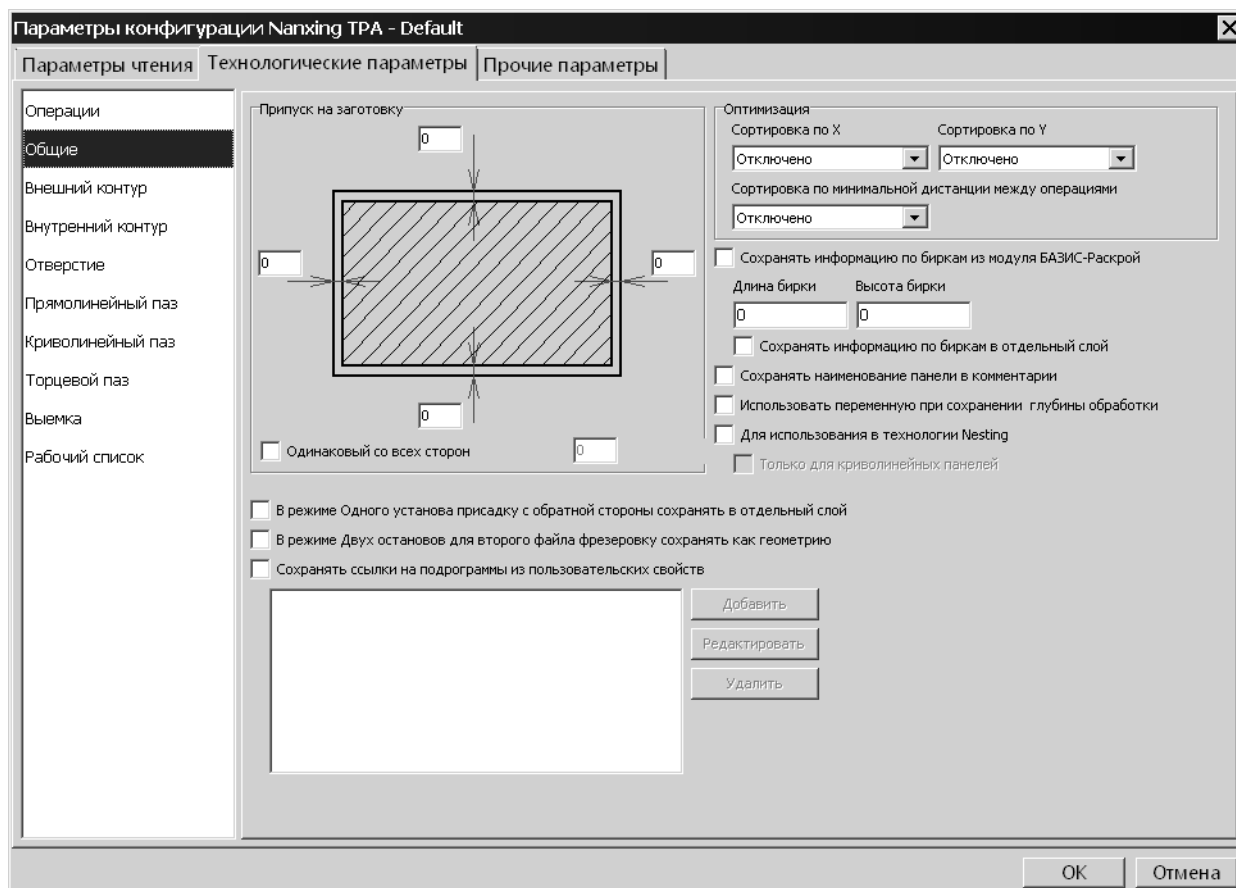 Параметры конфигурации Nanxing TPA - Default
Параметры чтения
Технологические параметры
Прочие параметры
Операции
Общие
Внешний контур
Внутренний контур
Отверстие
Прямолинейный паз
Криволинейный паз
Торцевой паз
Выемка
Рабочий список
Припуск на заготовку
0
0
0
0
Одинаковый со всех сторон
0
Оптимизация
Сортировка по X
Сортировка по Y
Отключено
Отключено
Сортировка по минимальной дистанции между операциями
Отключено
Сохранять информацию по биркам из модуля БАЗИС-Раскрой
Длина бирки
Высота бирки
0
0
Сохранять информацию по биркам в отдельный слой
Сохранять наименование панели в комментарии
Использовать переменную при сохранении глубины обработки
Для использования в технологии Nesting
Только для криволинейных панелей
В режиме Одного установа присадку с обратной стороны сохранять в отдельный слой
В режиме Двух остановов для второго файла фрезеровку сохранять как геометрию
Сохранять ссылки на подрограммы из пользовательских свойств
Добавить
Редактировать
Удалить
OK
Отмена